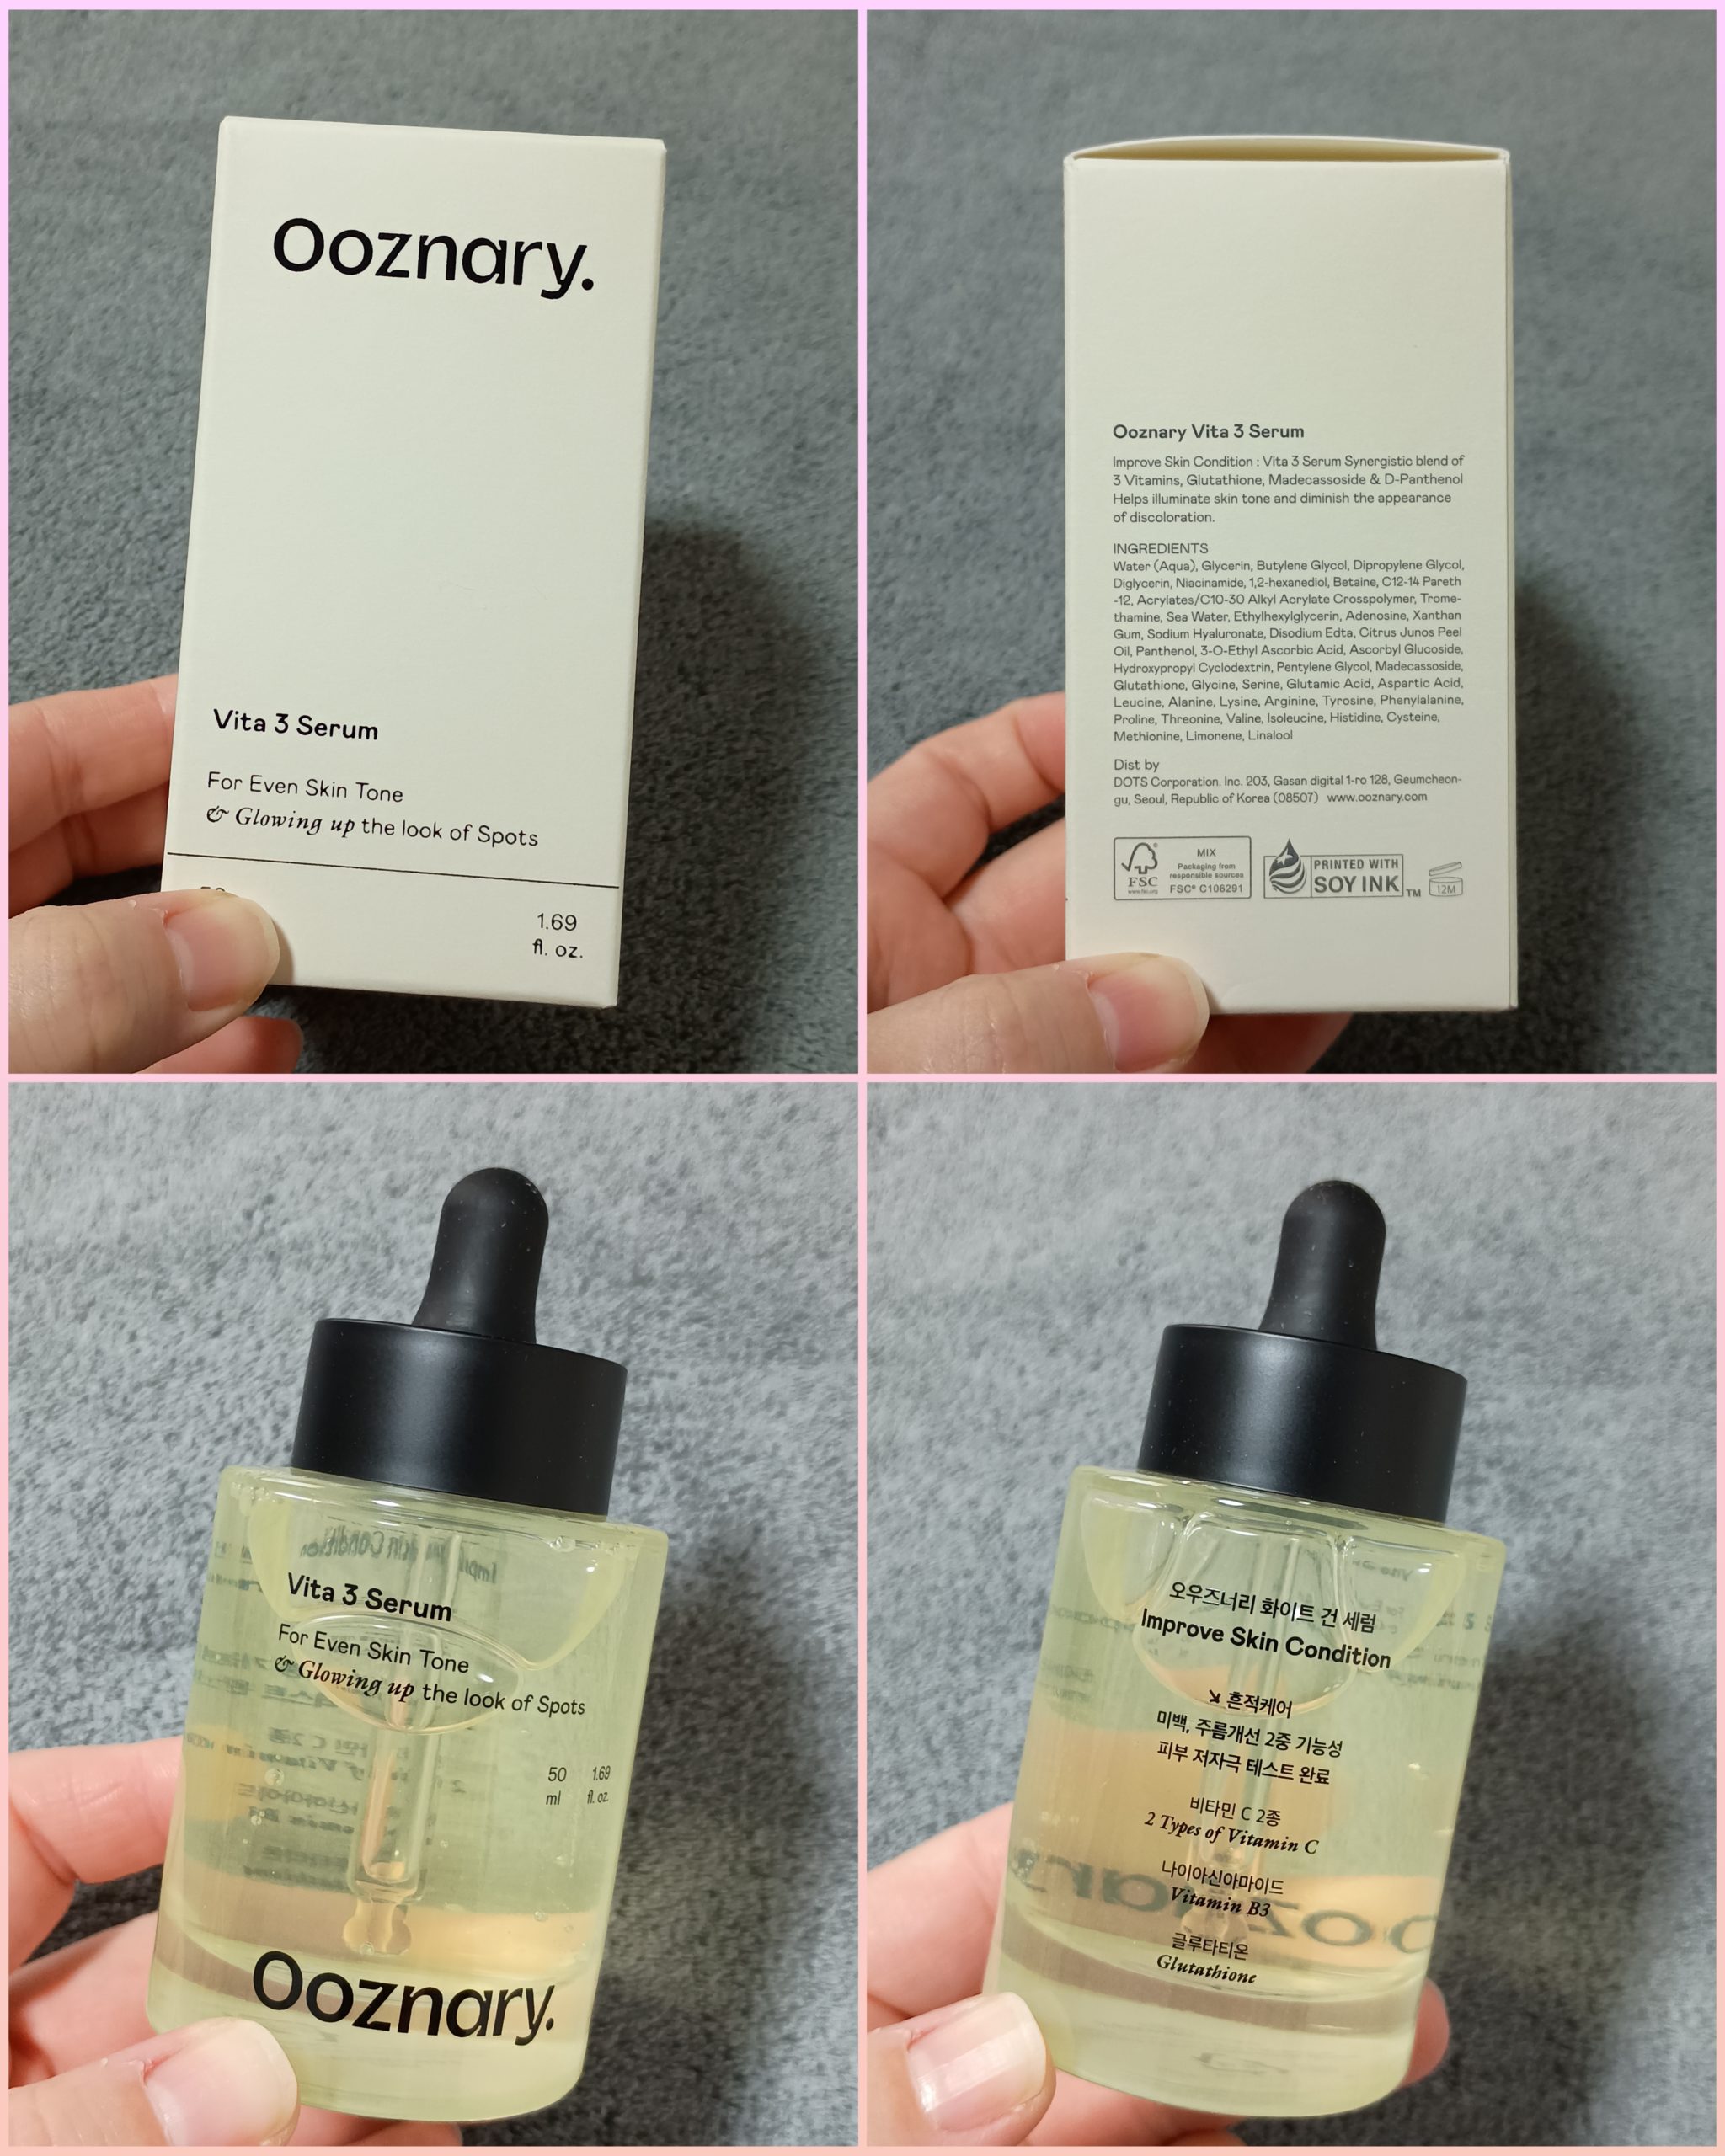 Ooznary.
Vita 3 Serum
For Even Skin Tone
& Glowing up the look of Spots
1.69
fl. oz.
Ooznary Vita 3 Serum
Improve Skin Condition : Vita 3 Serum Synergistic blend of
3 Vitamins, Glutathione, Madecassoside & D-Panthenol
Helps illuminate skin tone and diminish the appearance
of discoloration.
INGREDIENTS
Water (Aqua), Glycerin, Butylene Glycol, Dipropylene Glycol,
Diglycerin, Niacinamide, 1,2-hexanediol, Betaine, C12-14 Pareth
-12, Acrylates/C10-30 Alkyl Acrylate Crosspolymer, Trome-
thamine, Sea Water, Ethylhexylglycerin, Adenosine, Xanthan
Gum, Sodium Hyaluronate, Disodium Edta, Citrus Junos Peel
Oil, Panthenol, 3-O-Ethyl Ascorbic Acid, Ascorbyl Glucoside,
Hydroxypropyl Cyclodextrin, Pentylene Glycol, Madecassoside,
Glutathione, Glycine, Serine, Glutamic Acid, Aspartic Acid,
Leucine, Alanine, Lysine, Arginine, Tyrosine, Phenylalanine,
Proline, Threonine, Valine, Isoleucine, Histidine, Cysteine,
Methionine, Limonene, Linalool
Dist by
DOTS Corporation. Inc. 203, Gasan digital 1-ro 128, Geumcheon-
gu, Seoul, Republic of Korea (08507) www.ooznary.com
FSC
www.fsc.org
MIX
Packaging from
responsible sources
FSC® C106291
PRINTED WITH
SOY INK TM
12M
Vita 3 Serum
For Even Skin Tone
& Glowing up the look of Spots
50 1.69
ml fl. oz.
Ooznary.
오우즈너리 화이트 건 세럼
Improve Skin Condition
↘ 흔적케어
미백, 주름개선 2중 기능성
피부 저자극 테스트 완료
비타민 C 2종
2 Types of Vitamin C
나이아신아마이드
Vitamin B3
글루타티온
Glutathione